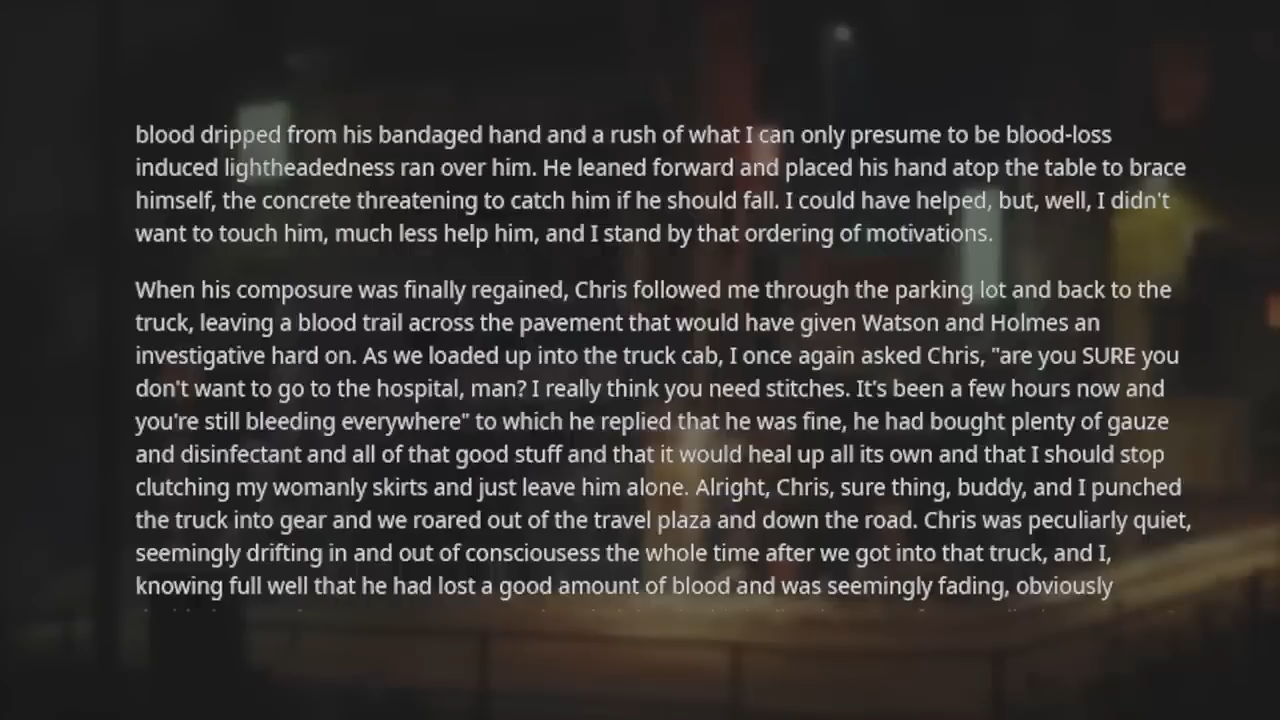 blood dripped from his bandaged hand and a rush of what I can only presume to be blood-loss
induced lightheadedness ran over him. He leaned forward and placed his hand atop the table to brace
himself, the concrete threatening to catch him if he should fall. I could have helped, but, well, I didn't
want to touch him, much less help him, and I stand by that ordering of motivations.
When his composure was finally regained, Chris followed me through the parking lot and back to the
truck, leaving a blood trail across the pavement that would have given Watson and Holmes an
investigative hard on. As we loaded up into the truck cab, I once again asked Chris, "are you SURE you
don't want to go to the hospital, man? I really think you need stitches. It's been a few hours now and
you're still bleeding everywhere" to which he replied that he was fine, he had bought plenty of gauze
and disinfectant and all of that good stuff and that it would heal up all its own and that I should stop
clutching my womanly skirts and just leave him alone. Alright, Chris, sure thing, buddy, and I punched
the truck into gear and we roared out of the travel plaza and down the road. Chris was peculiarly quiet,
seemingly drifting in and out of consciousess the whole time after we got into that truck, and I,
knowing full well that he had lost a good amount of blood and was seemingly fading, obviously